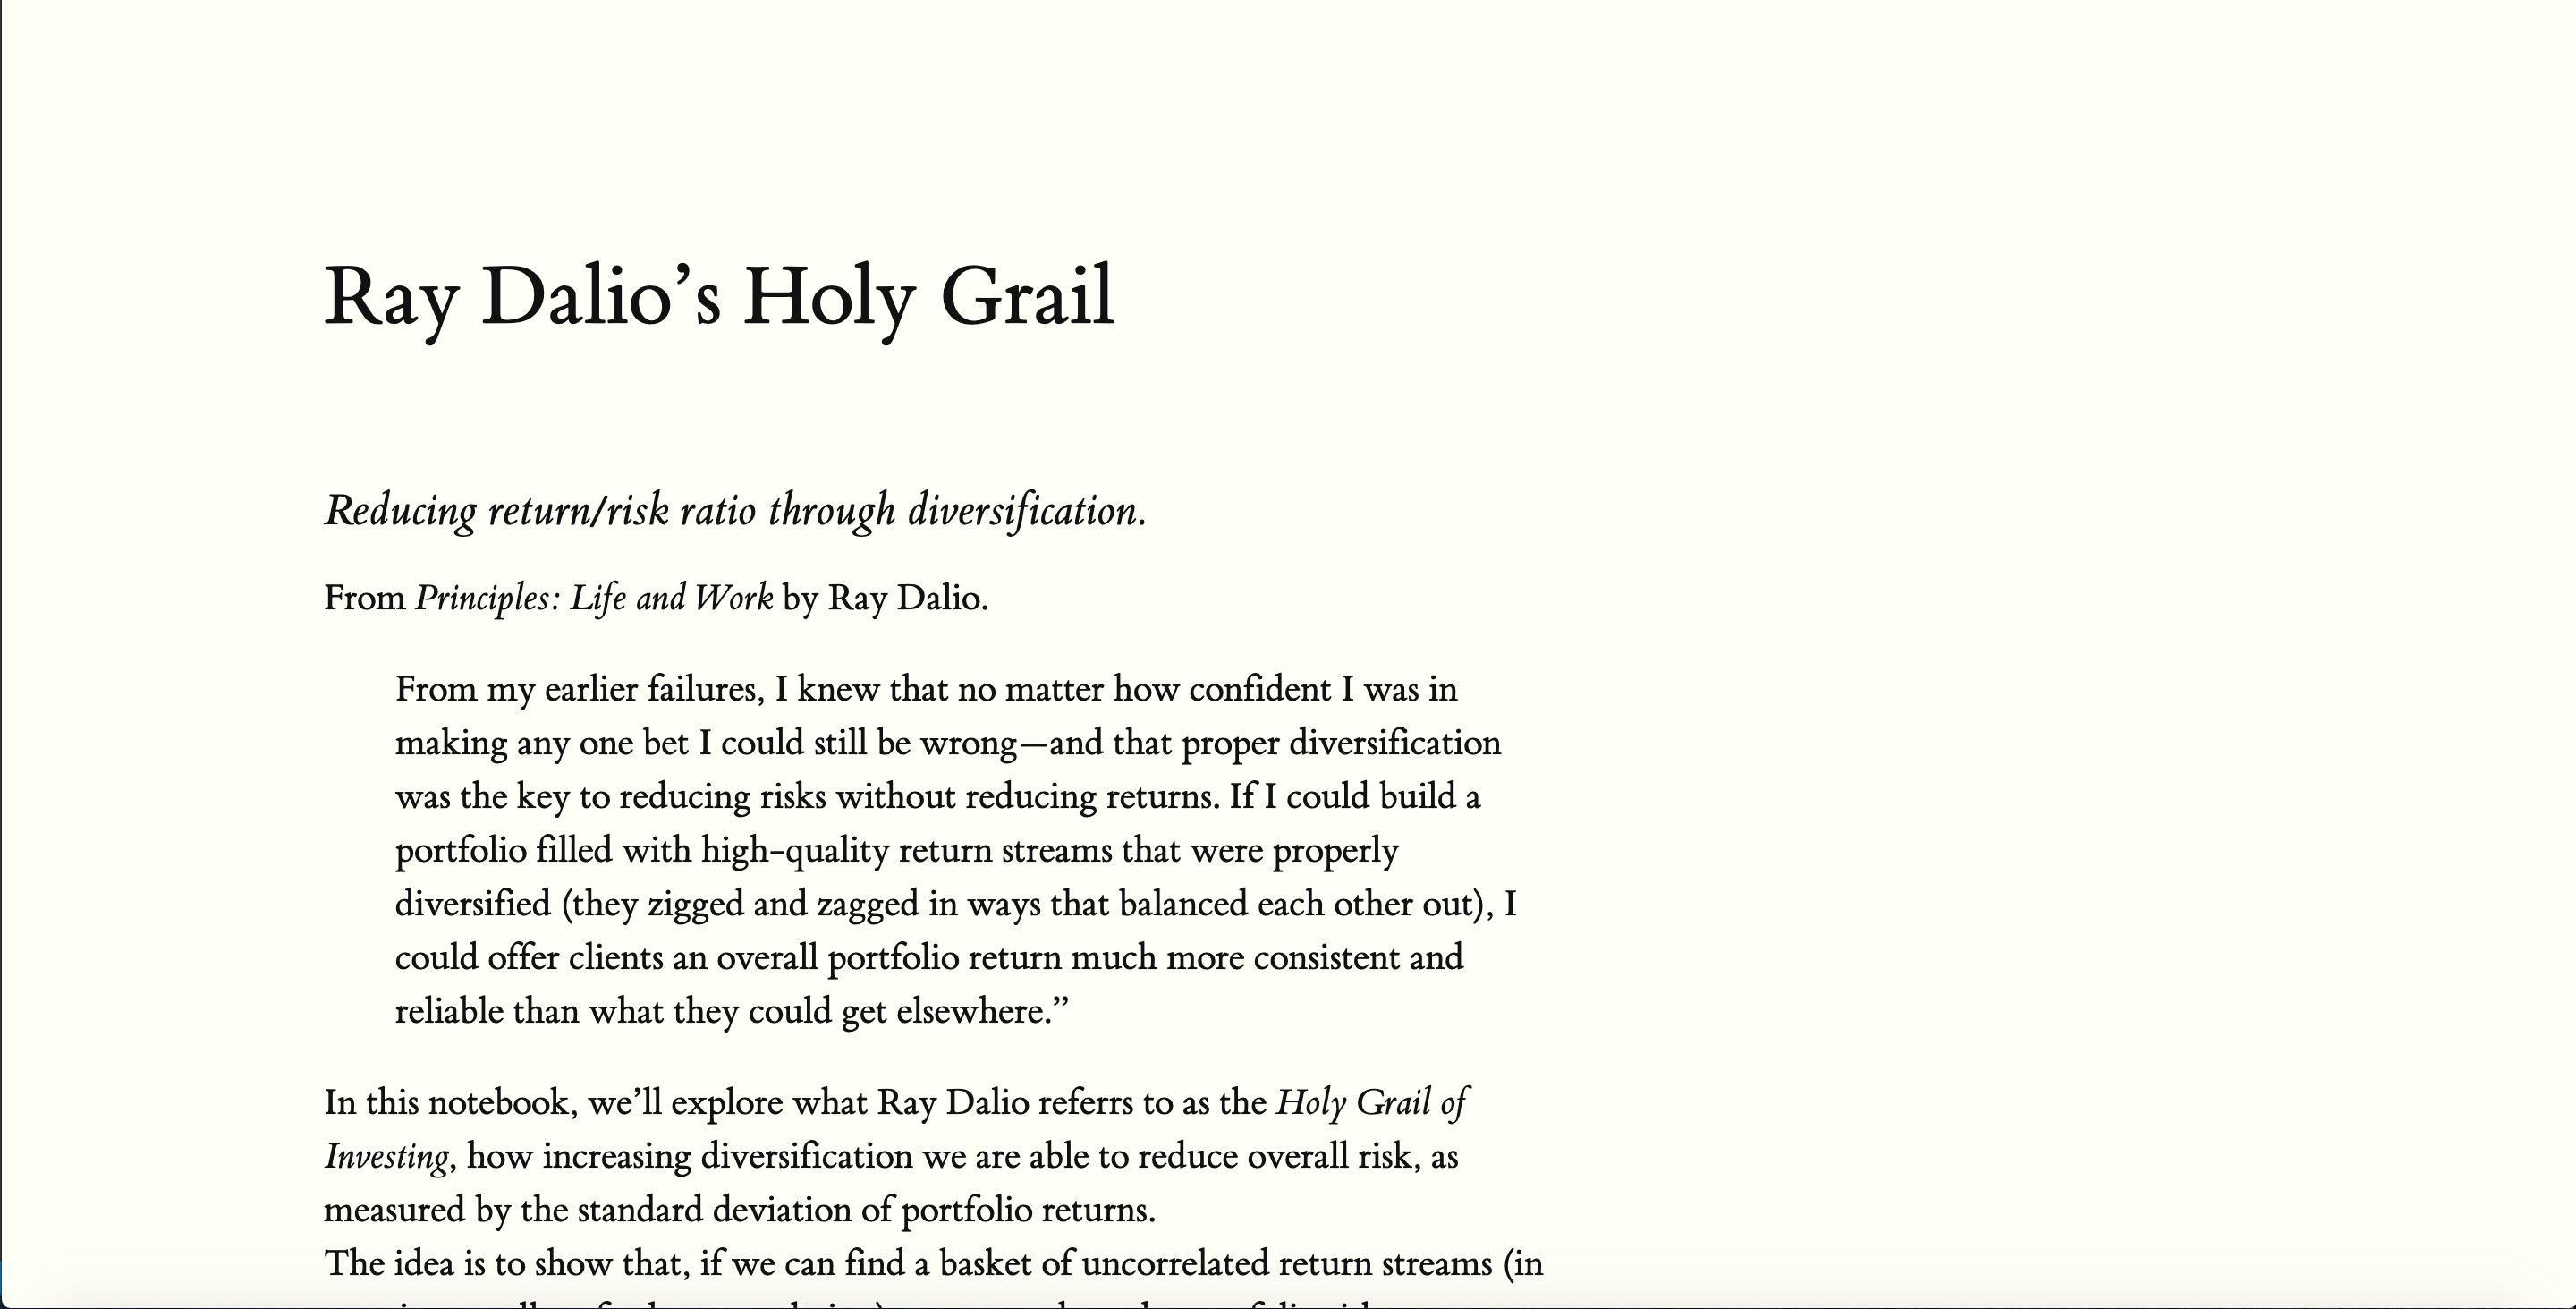 Ray Dalio’s Holy Grail
Reducing return/risk ratio through diversification.
From Principles: Life and Work by Ray Dalio.
From my earlier failures, I knew that no matter how confident I was in
making any one bet I could still be wrong—and that proper diversification
was the key to reducing risks without reducing returns. If I could build a
portfolio filled with high-quality return streams that were properly
diversified (they zigged and zagged in ways that balanced each other out), I
could offer clients an overall portfolio return much more consistent and
reliable than what they could get elsewhere.”
In this notebook, we’ll explore what Ray Dalio referrs to as the Holy Grail of
Investing, how increasing diversification we are able to reduce overall risk, as
measured by the standard deviation of portfolio returns.
The idea is to show that, if we can find a basket of uncorrelated return streams (in